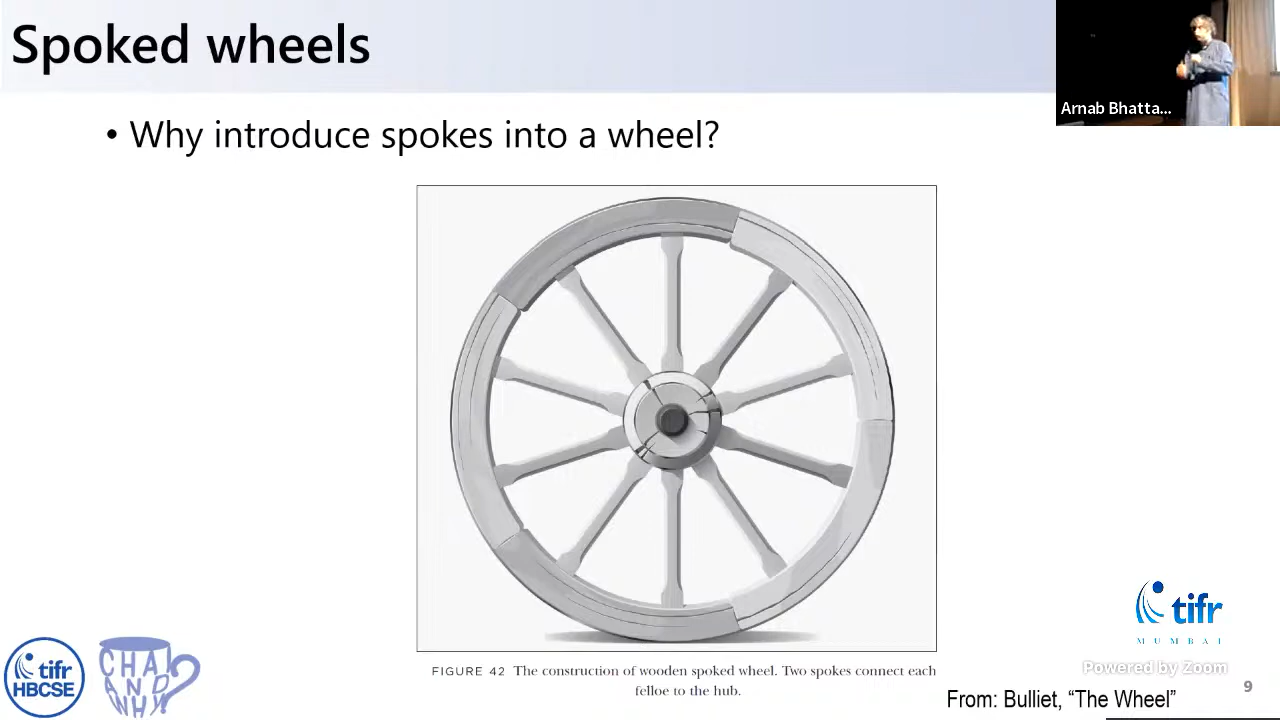 Spoked wheels
Arnab Bhatta...
• Why introduce spokes into a wheel?
FIGURE 42 The construction of wooden spoked wheel. Two spokes connect each
felloe to the hub.
From: Bulliet, “The Wheel”
tifr
MUMBAI
Powered by Zoom
9
tifr
HBCSE
CHAI
AND
WHY?